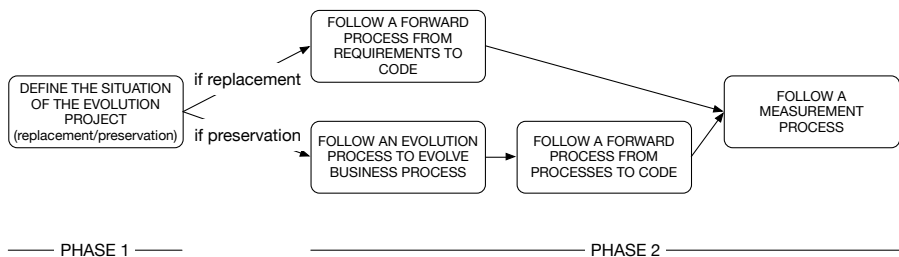 FOLLOW A FORWARD
PROCESS FROM
REQUIREMENTS TO
CODE
if replacement
DEFINE THE SITUATION
OF THE EVOLUTION
PROJECT
(replacement/preservation)
FOLLOW A
MEASUREMENT
PROCESS
if preservation
FOLLOW AN EVOLUTION
PROCESS TO EVOLVE
BUSINESS PROCESS
FOLLOW A FORWARD
PROCESS FROM
PROCESSES TO CODE
PHASE 1
PHASE 2